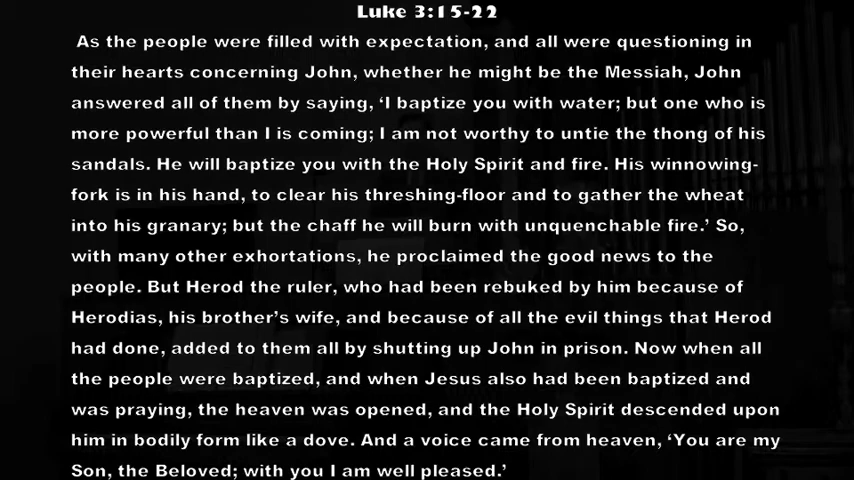 Luke 3:15-22
As the people were filled with expectation, and all were questioning in
their hearts concerning John, whether he might be the Messiah, John
answered all of them by saying, ‘I baptize you with water; but one who is
more powerful than I is coming; I am not worthy to untie the thong of his
sandals. He will baptize you with the Holy Spirit and fire. His winnowing-
fork is in his hand, to clear his threshing-floor and to gather the wheat
into his granary; but the chaff he will burn with unquenchable fire.’ So,
with many other exhortations, he proclaimed the good news to the
people. But Herod the ruler, who had been rebuked by him because of
Herodias, his brother’s wife, and because of all the evil things that Herod
had done, added to them all by shutting up John in prison. Now when all
the people were baptized, and when Jesus also had been baptized and
was praying, the heaven was opened, and the Holy Spirit descended upon
him in bodily form like a dove. And a voice came from heaven, ‘You are my
Son, the Beloved; with you I am well pleased.’